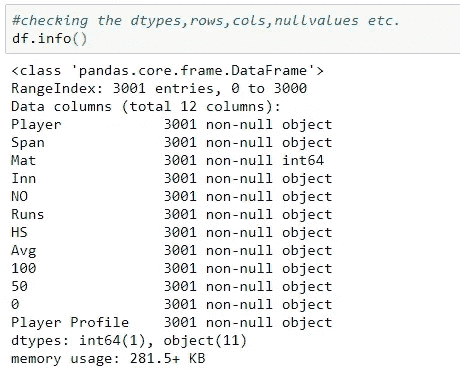 #checking the dtypes,rows,cols,nullvalues etc.
df.info()
<class 'pandas.core.frame.DataFrame'>
RangeIndex: 3001 entries, 0 to 3000
Data columns (total 12 columns):
Player            3001 non-null object
Span              3001 non-null object
Mat               3001 non-null int64
Inn               3001 non-null object
NO                3001 non-null object
Runs              3001 non-null object
HS                3001 non-null object
Avg               3001 non-null object
100               3001 non-null object
50                3001 non-null object
0                 3001 non-null object
Player Profile    3001 non-null object
dtypes: int64(1), object(11)
memory usage: 281.5+ KB